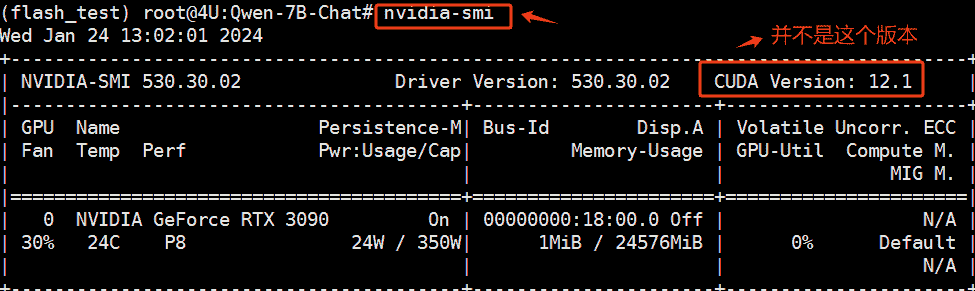 (flash_test) root@4U:Qwen-7B-Chat# nvidia-smi
Wed Jan 24 13:02:01 2024
并不是这个版本
+-----------------------------------------------------------------------------+
| NVIDIA-SMI 530.30.02 Driver Version: 530.30.02 CUDA Version: 12.1 |
|-----------------------------------------+----------------------+----------------------+
| GPU Name Persistence-M| Bus-Id Disp.A | Volatile Uncorr. ECC |
| Fan Temp Perf Pwr:Usage/Cap| Memory-Usage | GPU-Util Compute M. |
| | | MIG M. |
|=========================================+======================+======================|
| 0 NVIDIA GeForce RTX 3090 On | 00000000:18:00.0 Off | N/A |
| 30% 24C P8 24W / 350W| 1MiB / 24576MiB | 0% Default |
| | | N/A |
+-----------------------------------------+----------------------+----------------------+